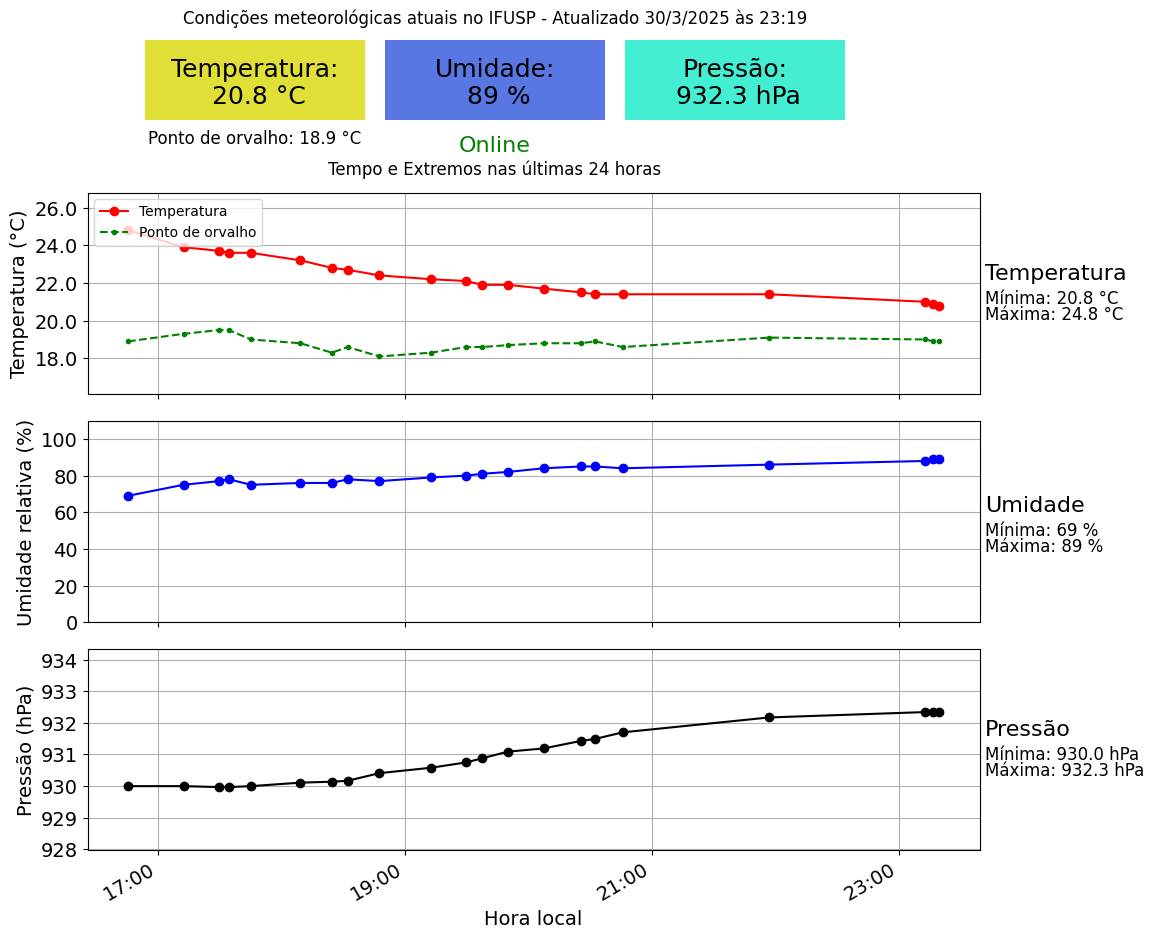 Condições meteorológicas atuais no IFUSP - Atualizado 30/3/2025 às 23:19
Temperatura:
20.8 °C
Umidade:
89 %
Pressão:
932.3 hPa
Ponto de orvalho: 18.9 °C
Online
Tempo e Extremos nas últimas 24 horas
Temperatura (°C)
26.0
24.0
22.0
20.0
18.0
Temperatura
Ponto de orvalho
Temperatura
Mínima: 20.8 °C
Máxima: 24.8 °C
Umidade relativa (%)
100
80
60
40
20
0
Umidade
Mínima: 69 %
Máxima: 89 %
Pressão (hPa)
934
933
932
931
930
929
928
Pressão
Mínima: 930.0 hPa
Máxima: 932.3 hPa
17:00
19:00
21:00
23:00
Hora local